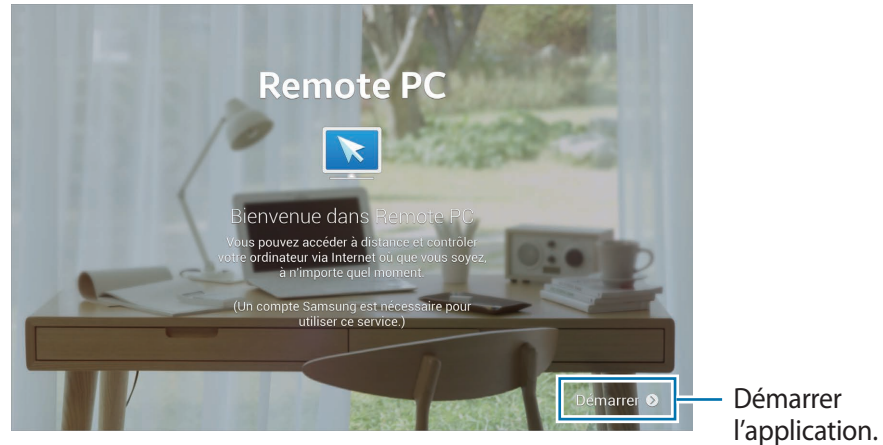 Remote PC
Bienvenue dans Remote PC
Vous pouvez accéder à distance et contrôler
votre ordinateur via Internet où que vous soyez,
à n'importe quel moment.
(Un compte Samsung est nécessaire pour
utiliser ce service.)
Démarrer
Démarrer
l'application.